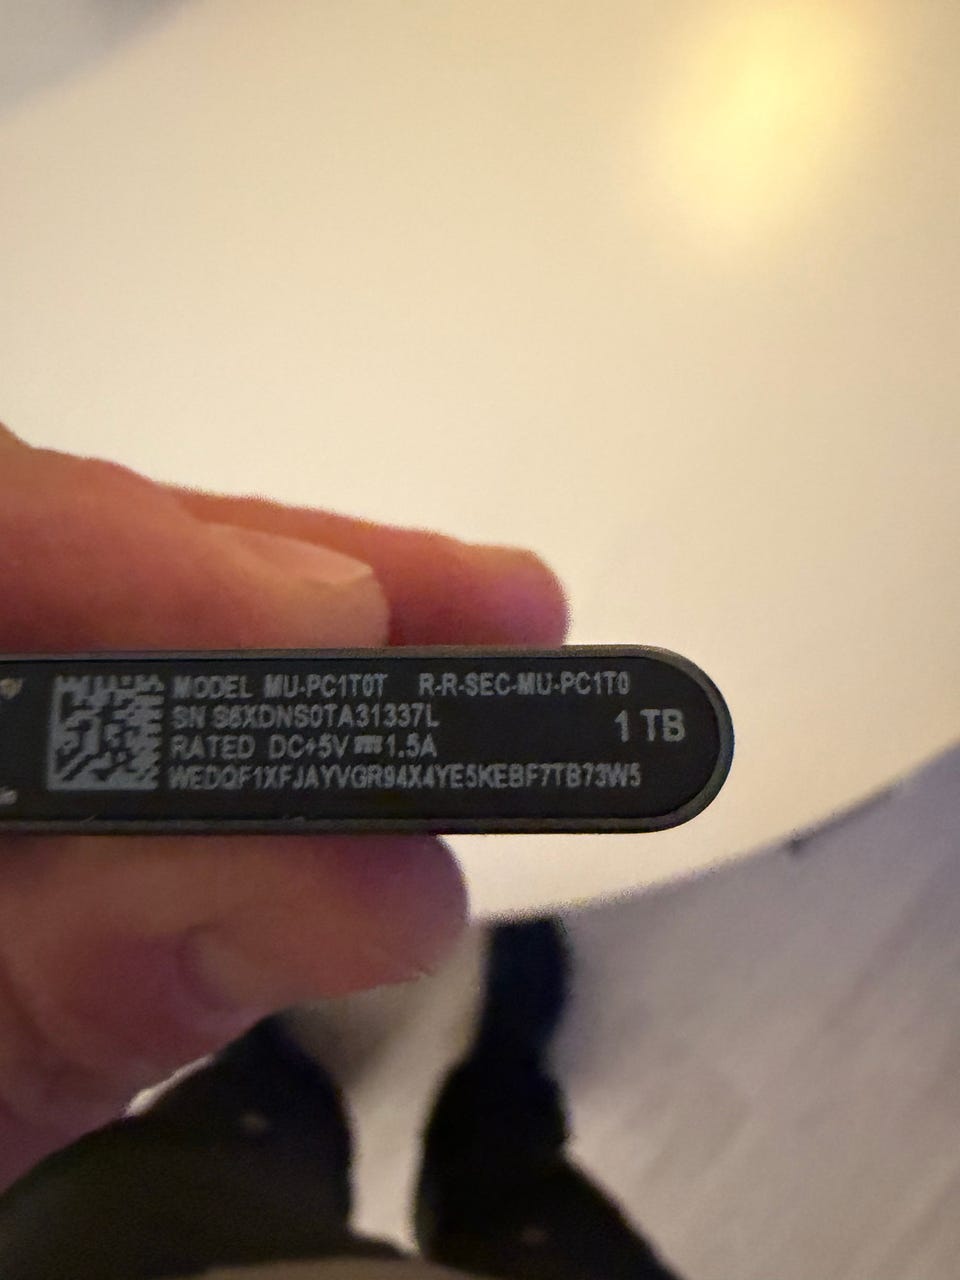 MODEL MU-PC1T0T R-R-SEC-MU-PC1T0
SN S6XDNS0TA31337L
1 TB
RATED DC+5V ⎓ 1.5A
WEDQF1XFJAYVGR94X4YE5KEBF7TB73W5